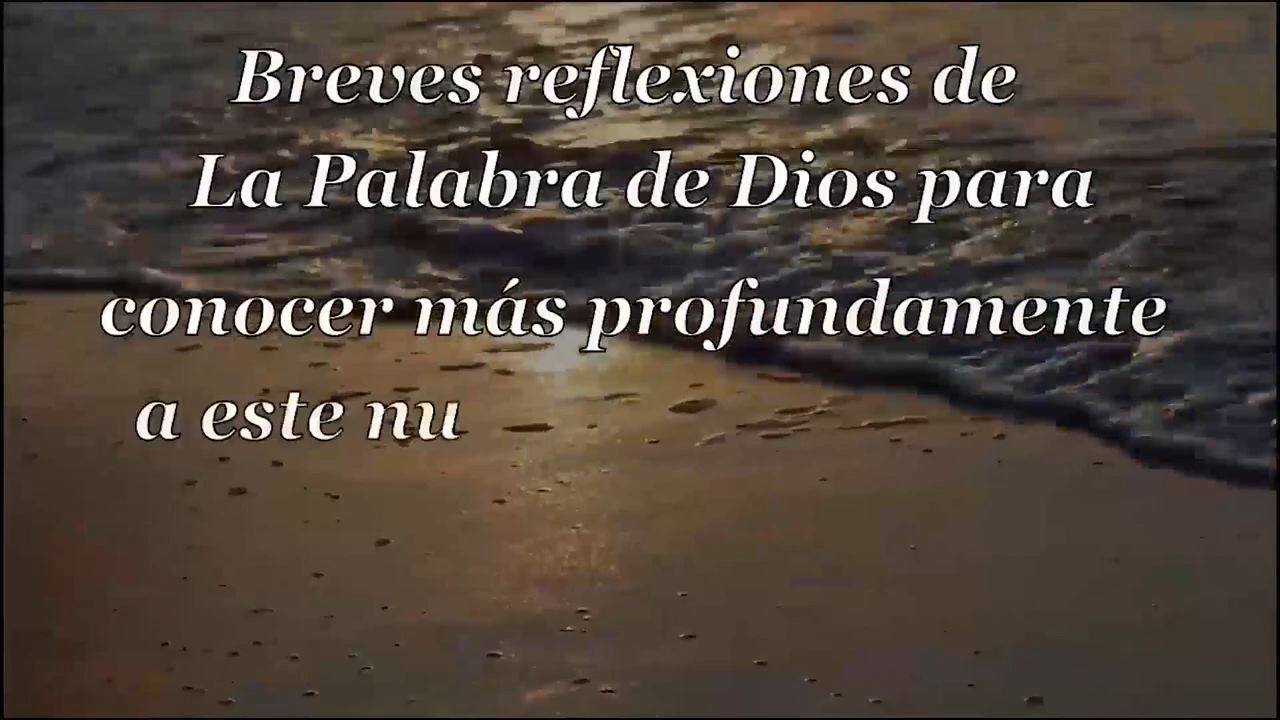 Breves reflexiones de
La Palabra de Dios para
conocer más profundamente
a este nu